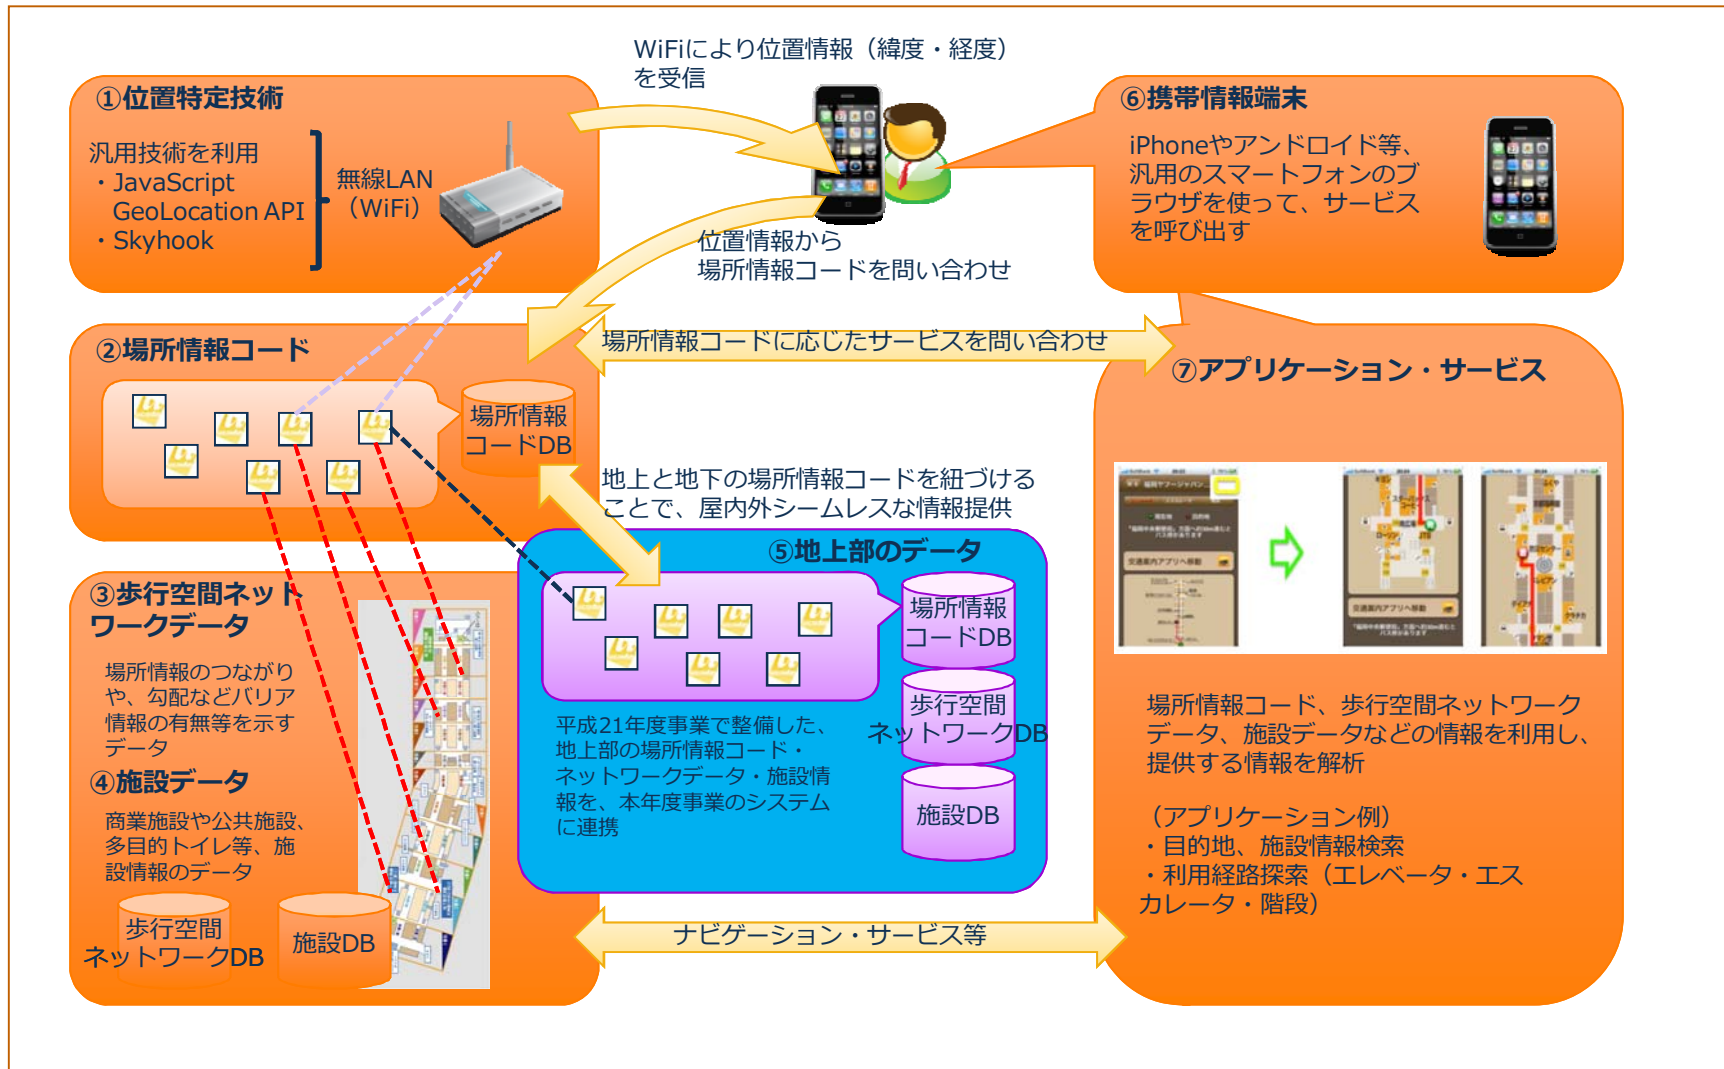 WiFiにより位置情報（緯度・経度）
を受信
①位置特定技術
汎用技術を利用
・JavaScript
GeoLocation API
・Skyhook
無線LAN
（WiFi）
⑥携帯情報端末
iPhoneやアンドロイド等、
汎用のスマートフォンのブ
ラウザを使って、サービス
を呼び出す
位置情報から
場所情報コードを問い合わせ
②場所情報コード
場所情報
コードDB
場所情報コードに応じたサービスを問い合わせ
地上と地下の場所情報コードを紐づける
ことで、屋内外シームレスな情報提供
③歩行空間ネット
ワークデータ
場所情報のつながり
や、勾配などバリア
情報の有無等を示す
データ
④施設データ
商業施設や公共施設、
多目的トイレ等、施
設情報のデータ
歩行空間
ネットワークDB
施設DB
⑤地上部のデータ
場所情報
コードDB
歩行空間
ネットワークDB
施設DB
平成21年度事業で整備した、
地上部の場所情報コード・
ネットワークデータ・施設情
報を、本年度事業のシステム
に連携
ナビゲーション・サービス等
⑦アプリケーション・サービス
交通案内アプリへ移動
交通案内アプリへ移動
場所情報コード、歩行空間ネットワーク
データ、施設データなどの情報を利用し、
提供する情報を解析
（アプリケーション例）
・目的地、施設情報検索
・利用経路探索（エレベータ・エス
カレータ・階段）